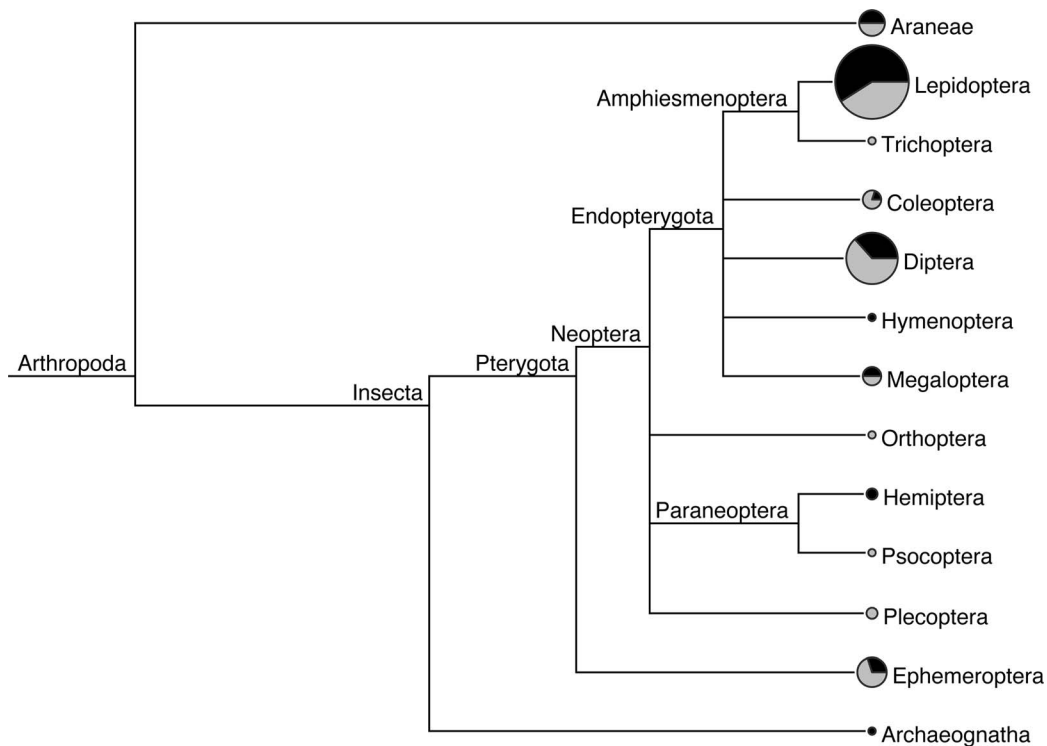 Araneae
Lepidoptera
Amphiesmenoptera
Trichoptera
Coleoptera
Endopterygota
Diptera
Hymenoptera
Neoptera
Arthropoda
Pterygota
Megaloptera
Insecta
Orthoptera
Hemiptera
Paraneoptera
Psocoptera
Plecoptera
Ephemeroptera
Archaeognatha